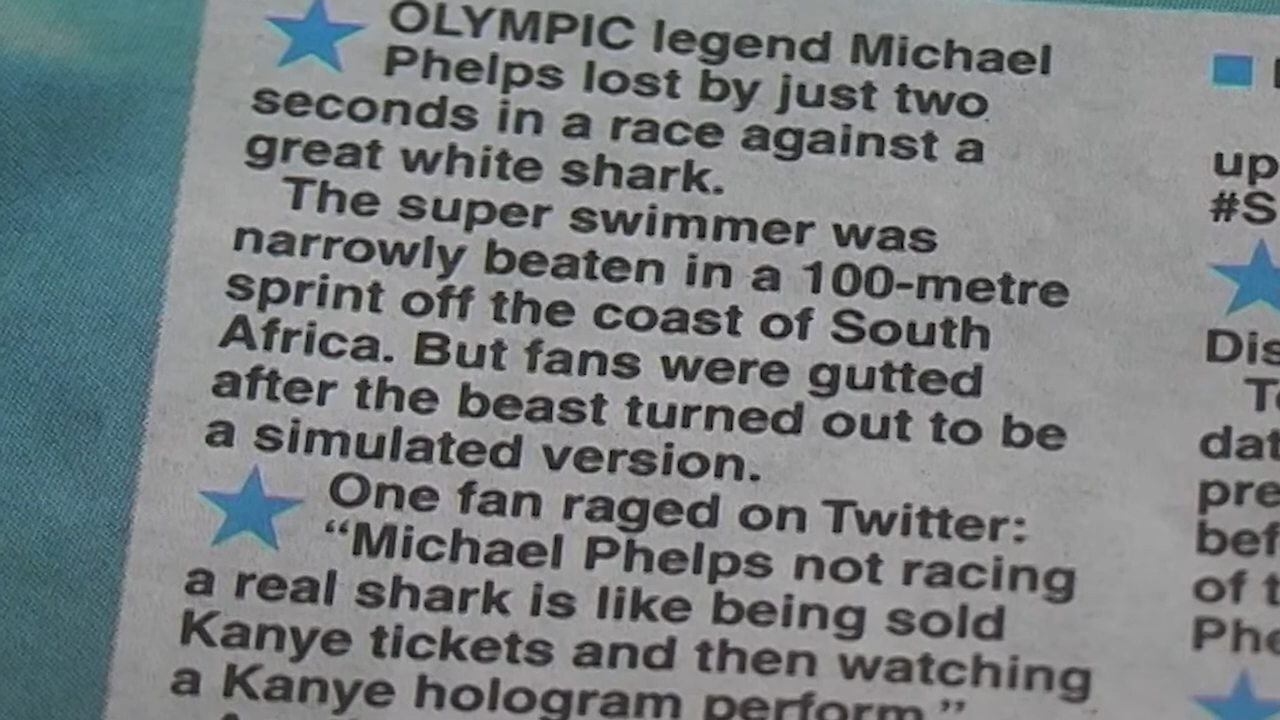 OLYMPIC legend Michael
Phelps lost by just two
seconds in a race against a
great white shark.
The super swimmer was
narrowly beaten in a 100-metre
sprint off the coast of South
Africa. But fans were gutted
after the beast turned out to be
a simulated version.
One fan raged on Twitter:
“Michael Phelps not racing
a real shark is like being sold
Kanye tickets and then watching
a Kanye hologram perform.”
up
#S
Dis
To
dat
pre
bef
of t
Phe